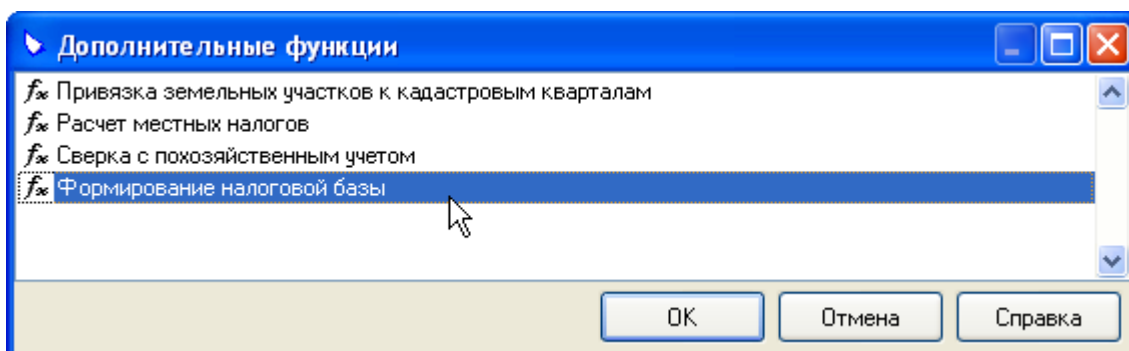 Дополнительные функции
Привязка земельных участков к кадастровым кварталам
Расчет местных налогов
Сверка с похозяйственным учетом
Формирование налоговой базы
ОК Отмена Справка